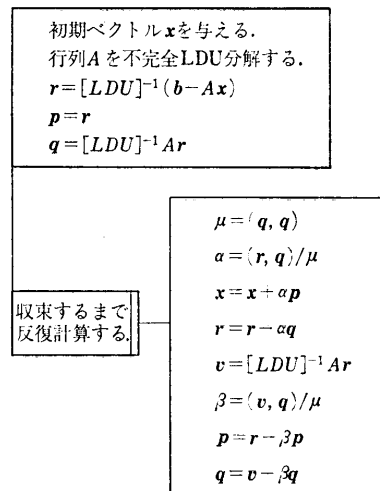 初期ベクトルxを与える.
行列Aを不完全LDU分解する.
r=[LDU]⁻¹(b-Ax)
p=r
q=[LDU]⁻¹Ar
収束するまで
反復計算する.
μ=(q, q)
α=(r, q)/μ
x=x+αp
r=r-αq
v=[LDU]⁻¹Ar
β=(v, q)/μ
p=r-βp
q=v-βq